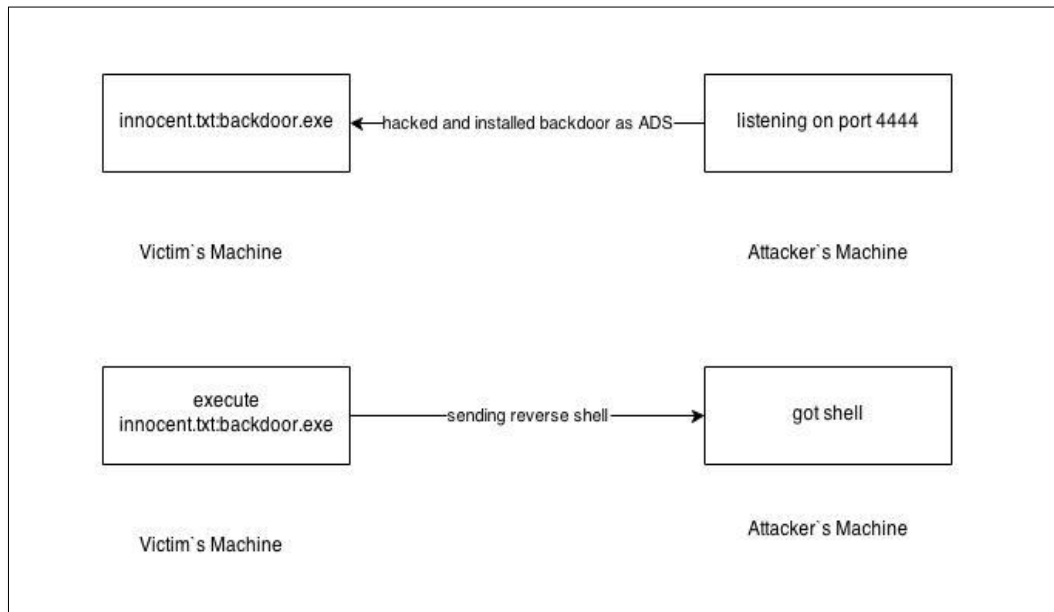 innocent.txt:backdoor.exe
hacked and installed backdoor as ADS
listening on port 4444
Victim`s Machine
Attacker`s Machine
execute
innocent.txt:backdoor.exe
sending reverse shell
got shell
Victim`s Machine
Attacker`s Machine